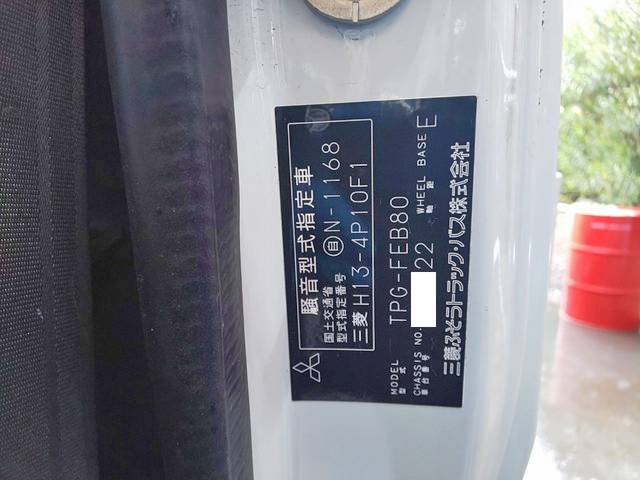 騒音型式指定車
国土交通省
型式指定番号
自 N-1168
三菱 H13-4P10F1
MODEL
型式
TPG-FEB80
CHASSIS NO.
車台番号
22
WHEEL BASE
軸距
E
三菱ふそうトラック・バス株式会社